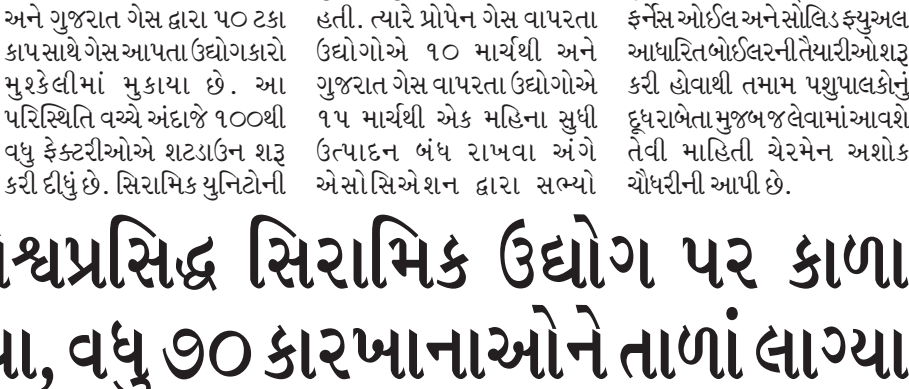 અને ગુજરાત ગેસ દ્વારા ૫૦ ટકા
કાપ સાથે ગેસ આપતા ઉદ્યોગકારો
મુશ્કેલીમાં મુકાયા છે. આ
પરિસ્થિતિ વચ્ચે અંદાજે ૧૦૦થી
વધુ ફેક્ટરીઓએ શટડાઉન શરૂ
કરી દીધું છે. સિરામિક યુનિટોની
હતી. ત્યારે પ્રોપેન ગેસ વાપરતા
ઉદ્યોગોએ ૧૦ માર્ચથી અને
ગુજરાત ગેસ વાપરતા ઉદ્યોગોએ
૧૫ માર્ચથી એક મહિના સુધી
ઉત્પાદન બંધ રાખવા અંગે
એસોસિએશન દ્વારા સભ્યો
ફર્નેસ ઓઈલ અને સોલિડ ફ્યુઅલ
આધારિત બોઈલરની તૈયારીઓ શરૂ
કરી હોવાથી તમામ પશુપાલકોનું
દૂધ રાબેતા મુજબ જ લેવામાં આવશે
તેવી માહિતી ચેરમેન અશોક
ચૌધરીની આપી છે.
શ્વપ્રસિદ્ધ સિરામિક ઉદ્યોગ પર કાળા
વધુ ૭૦ કારખાનાઓને તાળાં લાગ્યા